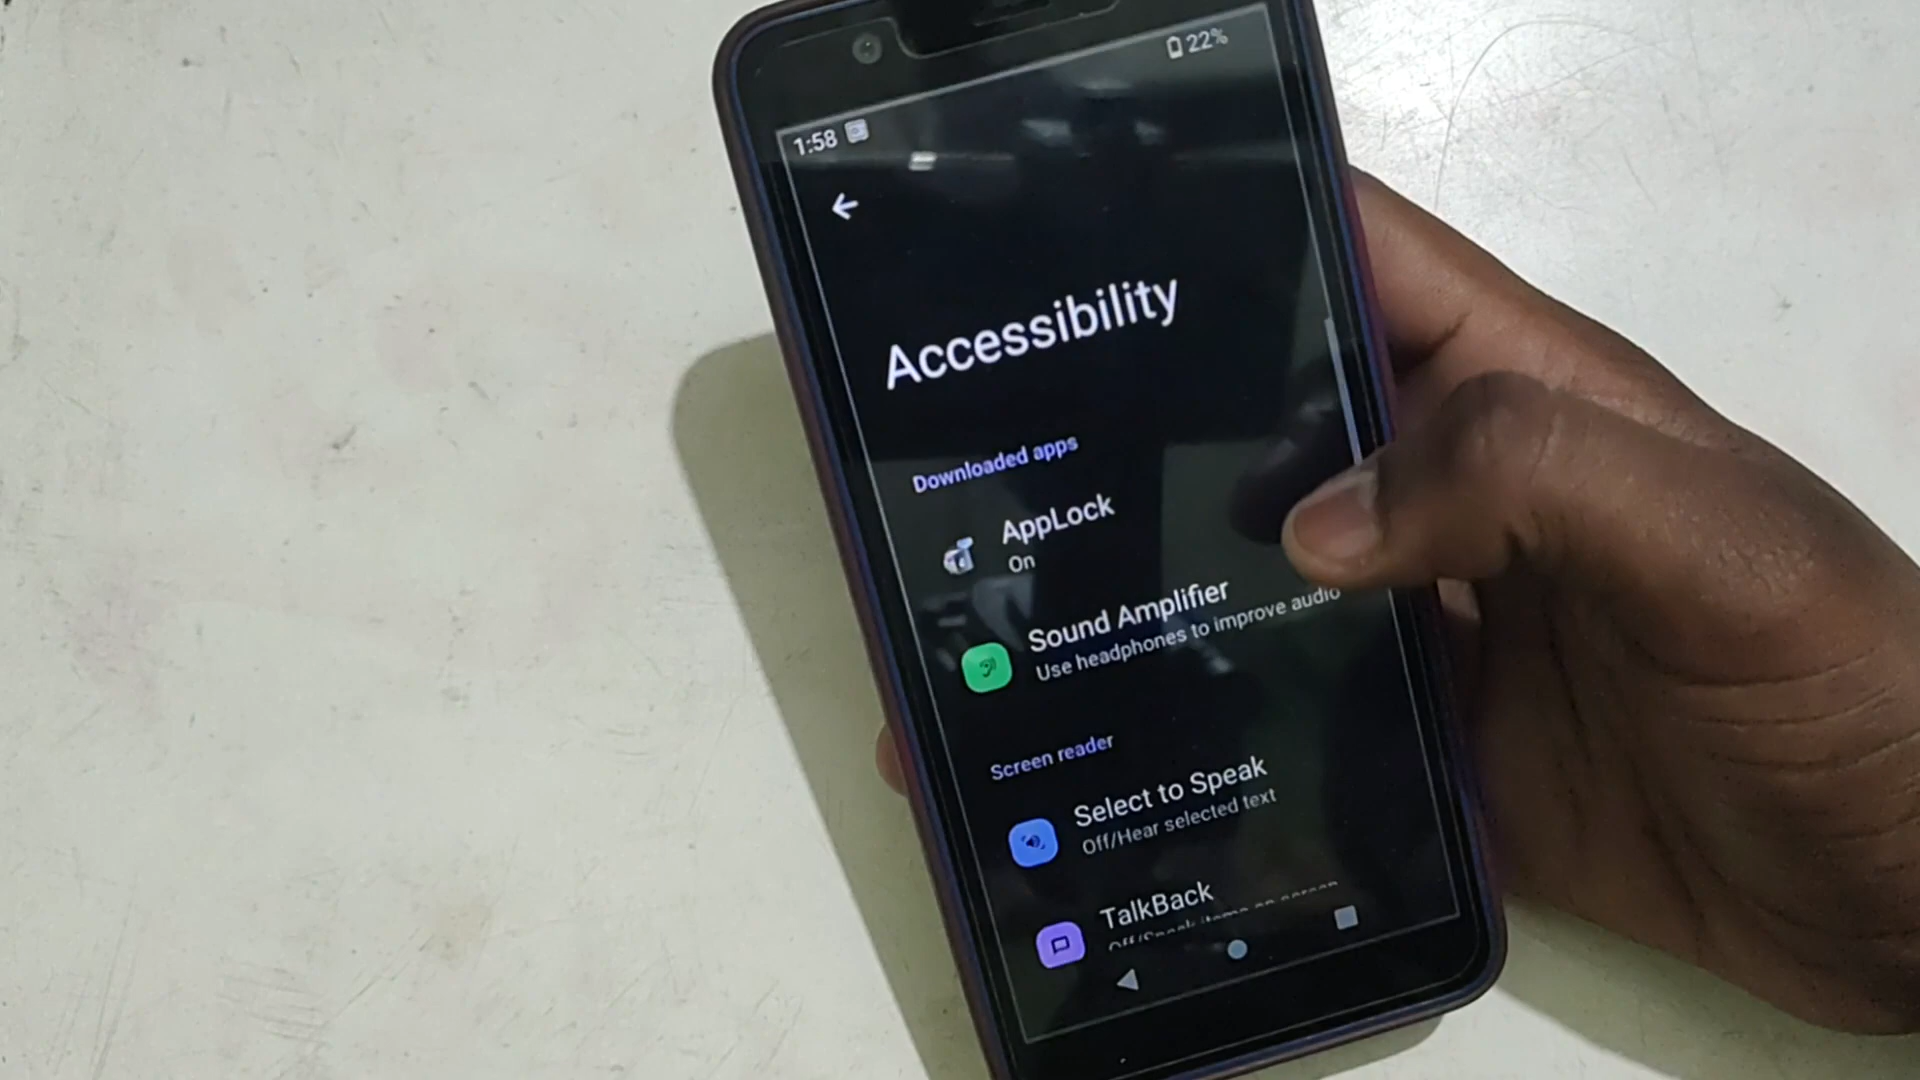 1:58
22%
Accessibility
Downloaded apps
AppLock
On
Sound Amplifier
Use headphones to improve audio
Screen reader
Select to Speak
Off/Hear selected text
TalkBack